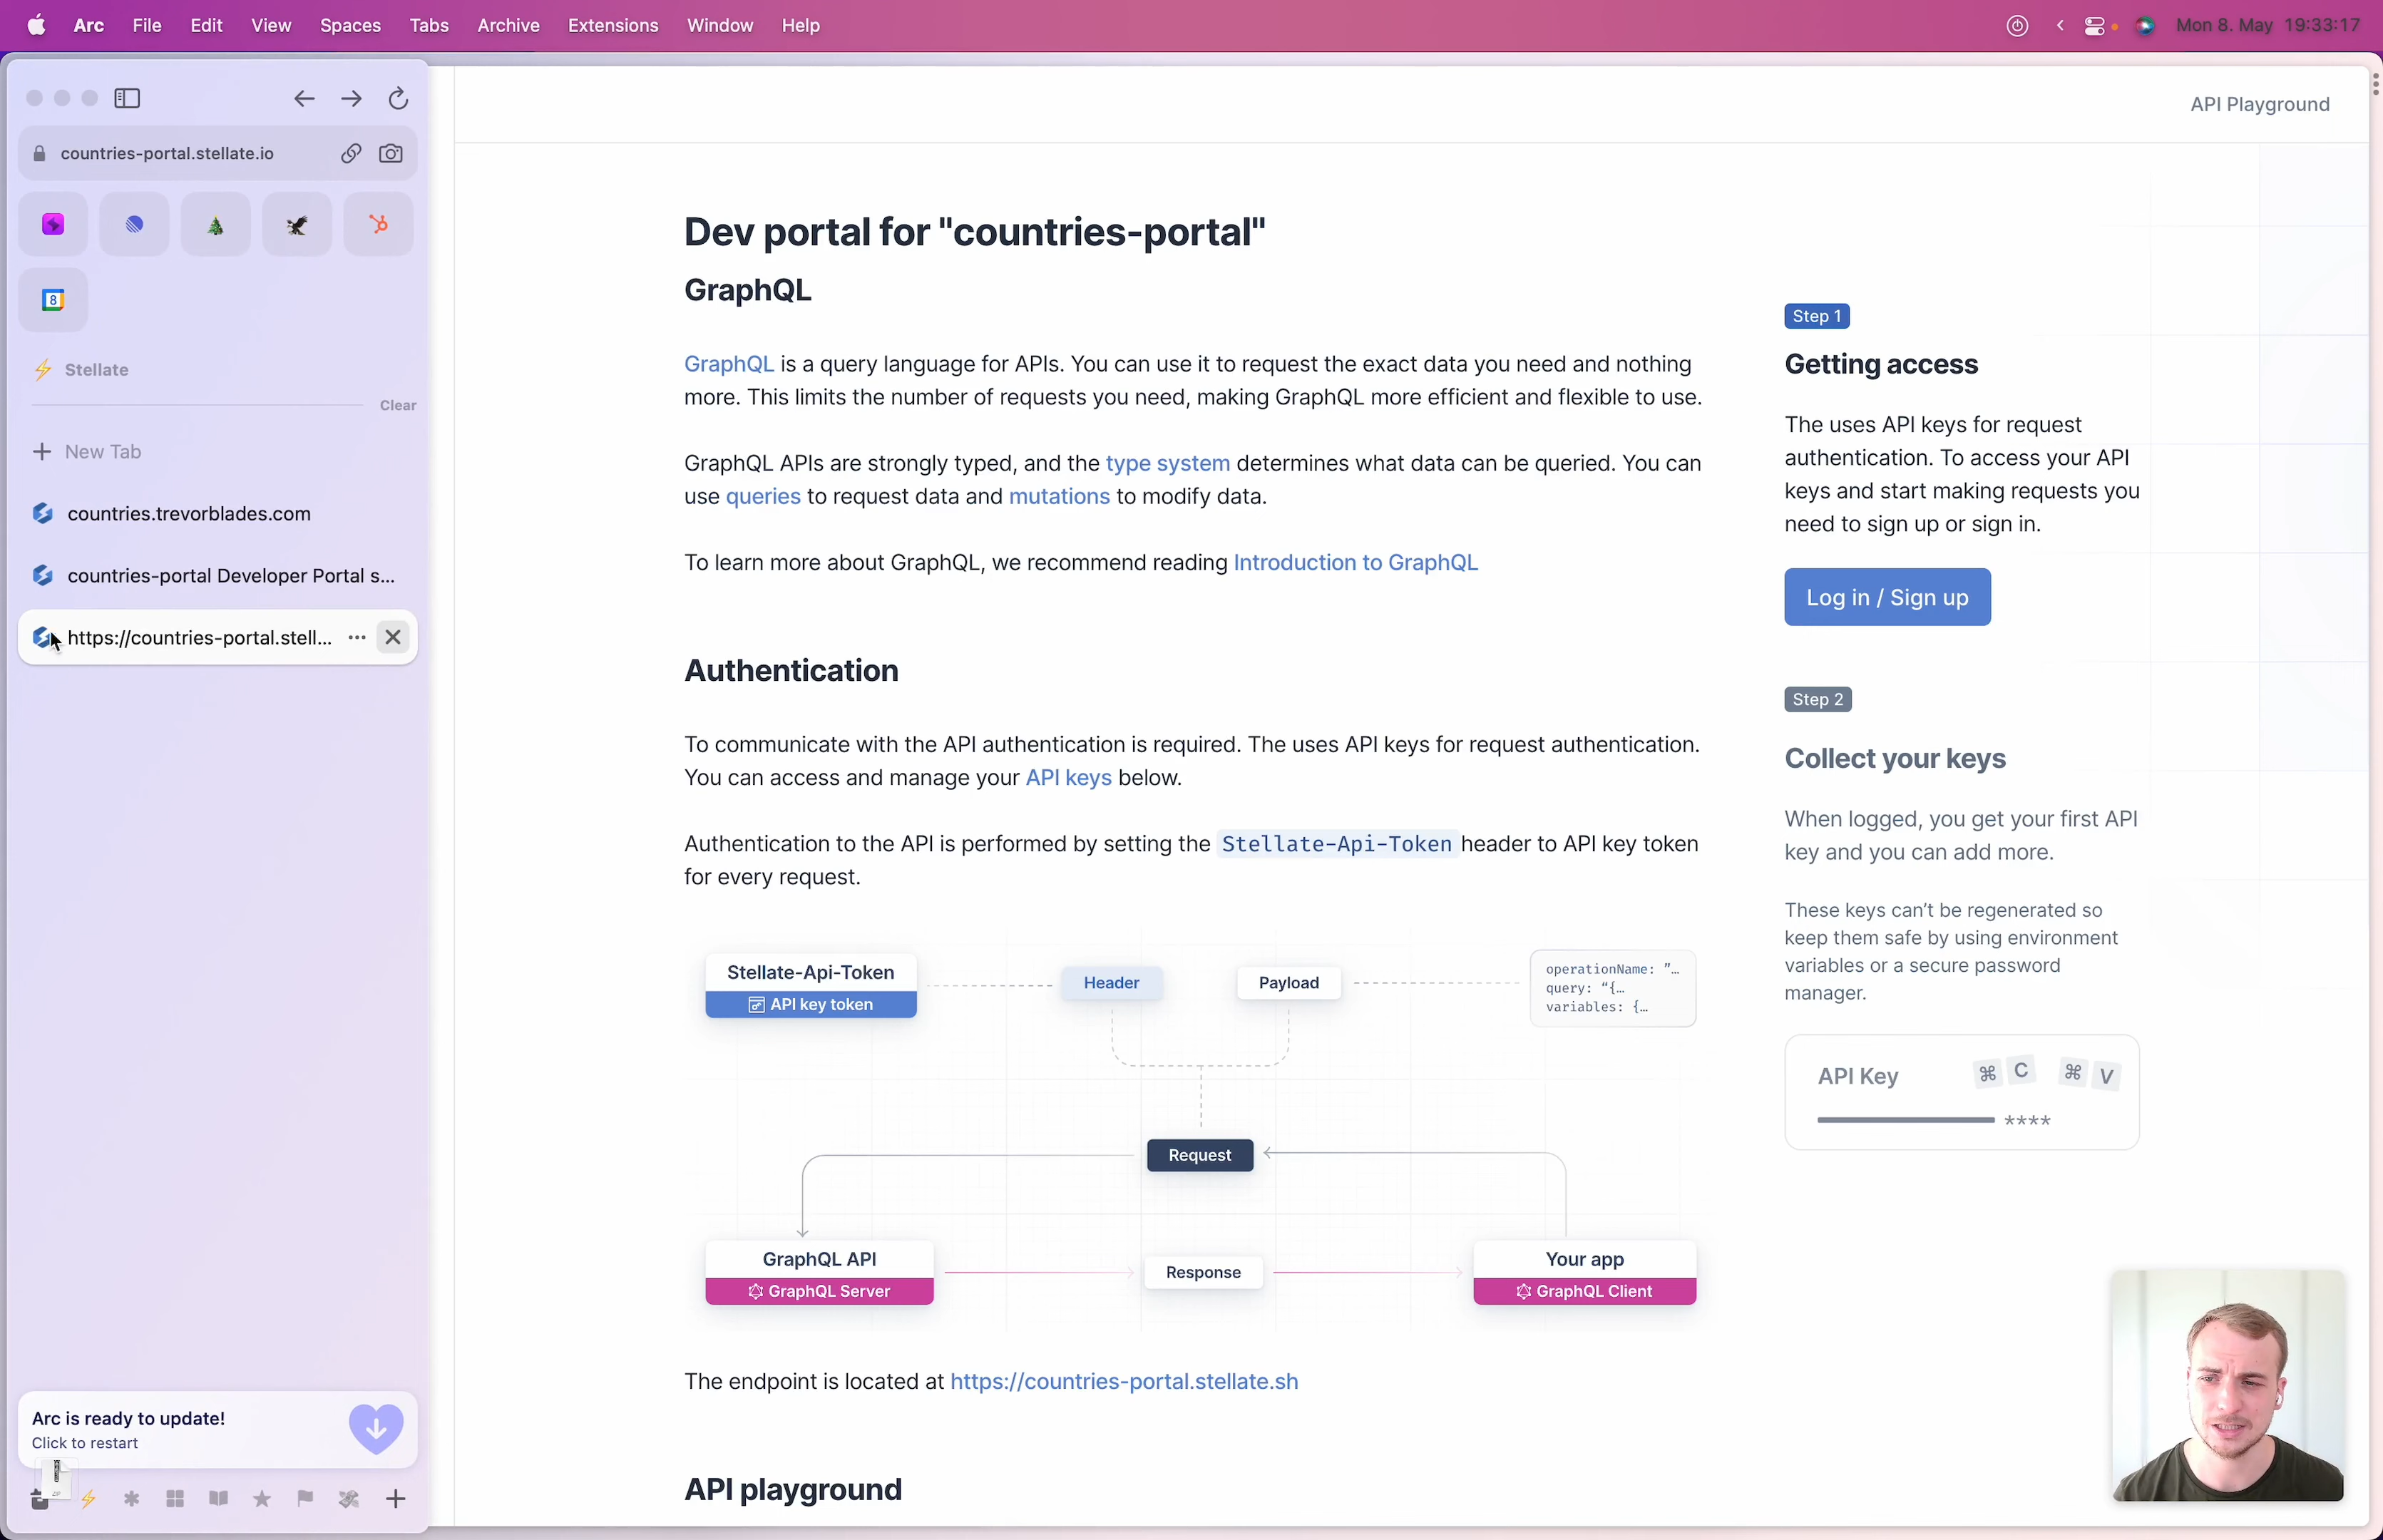 Arc File Edit View Spaces Tabs Archive Extensions Window Help
Mon 8. May 19:33:17
countries-portal.stellate.io
8
Stellate
Clear
New Tab
countries.trevorblades.com
countries-portal Developer Portal s...
https://countries-portal.stell...
Arc is ready to update!
Click to restart
API Playground
Dev portal for "countries-portal"
GraphQL
GraphQL is a query language for APIs. You can use it to request the exact data you need and nothing
more. This limits the number of requests you need, making GraphQL more efficient and flexible to use.
GraphQL APIs are strongly typed, and the type system determines what data can be queried. You can
use queries to request data and mutations to modify data.
To learn more about GraphQL, we recommend reading Introduction to GraphQL
Authentication
To communicate with the API authentication is required. The uses API keys for request authentication.
You can access and manage your API keys below.
Authentication to the API is performed by setting the Stellate-Api-Token header to API key token
for every request.
Stellate-Api-Token
API key token
Header
Payload
operationName: "…
query: "{…
variables: {…
Request
GraphQL API
GraphQL Server
Response
Your app
GraphQL Client
The endpoint is located at https://countries-portal.stellate.sh
API playground
Step 1
Getting access
The uses API keys for request
authentication. To access your API
keys and start making requests you
need to sign up or sign in.
Log in / Sign up
Step 2
Collect your keys
When logged, you get your first API
key and you can add more.
These keys can't be regenerated so
keep them safe by using environment
variables or a secure password
manager.
API Key ⌘ C ⌘ V
****